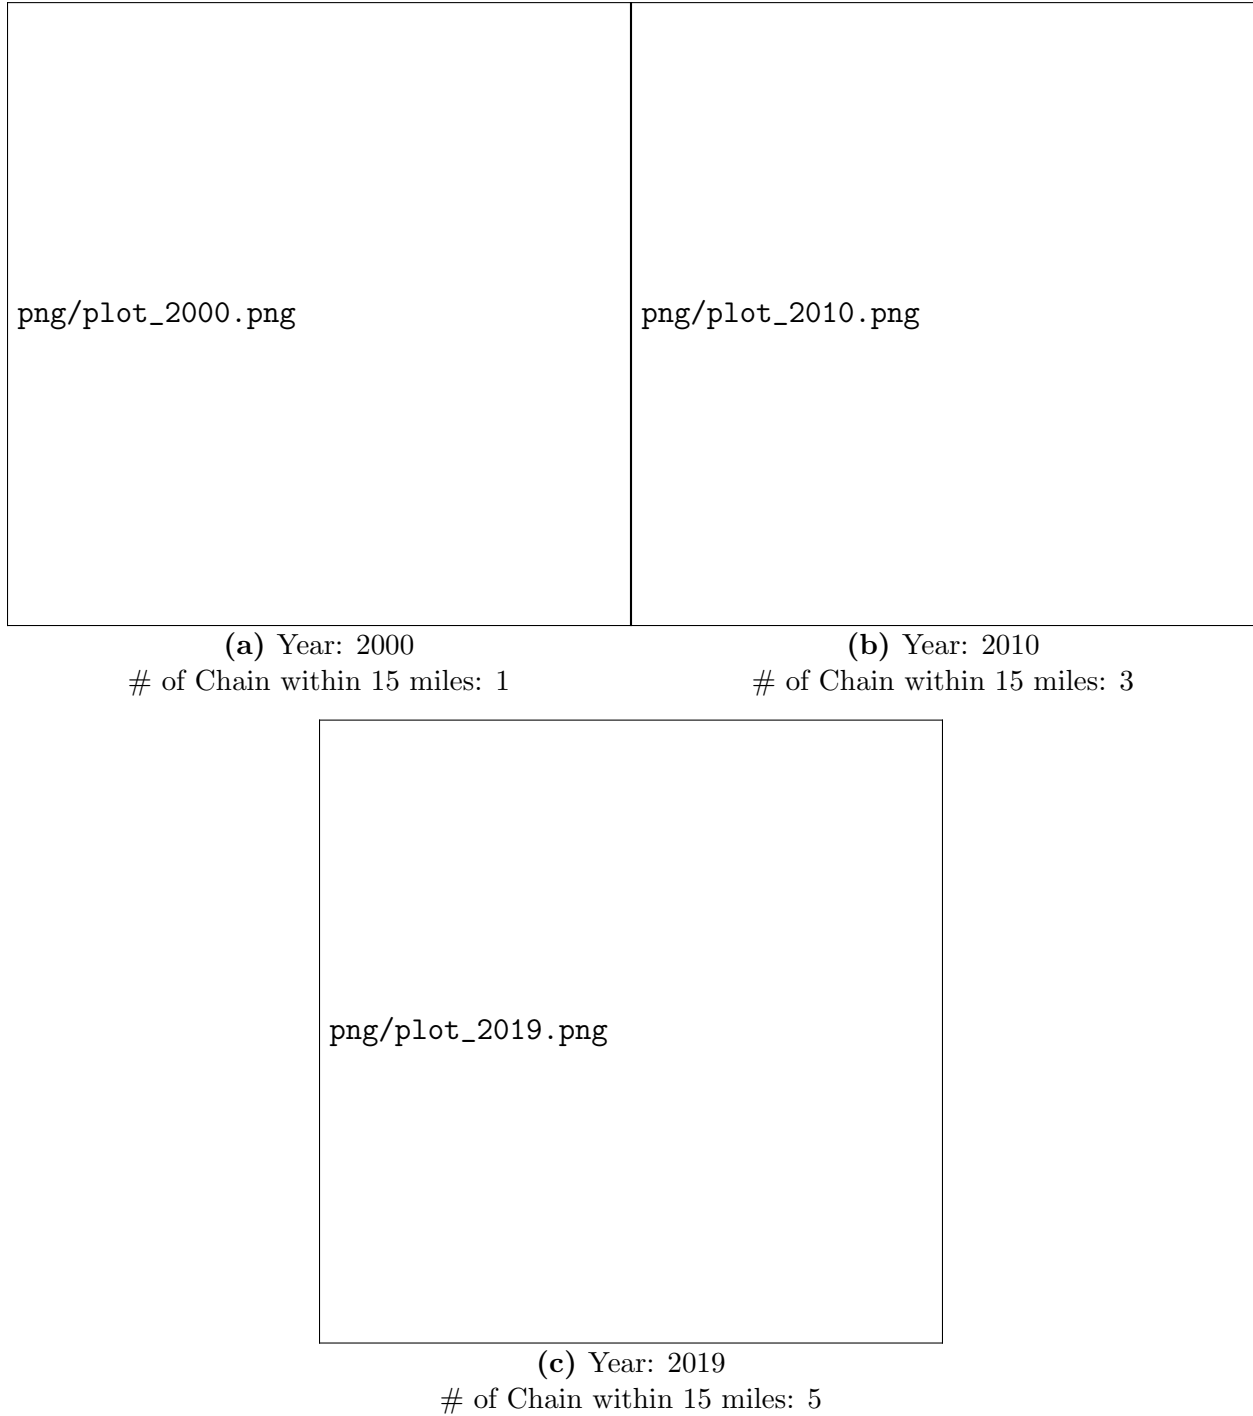 png/plot_2000.png
png/plot_2010.png
(a) Year: 2000
# of Chain within 15 miles: 1
(b) Year: 2010
# of Chain within 15 miles: 3
png/plot_2019.png
(c) Year: 2019
# of Chain within 15 miles: 5